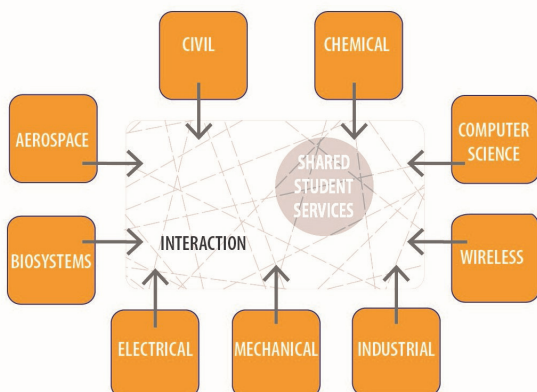 CIVIL
CHEMICAL
AEROSPACE
COMPUTER
SCIENCE
SHARED
STUDENT
SERVICES
INTERACTION
BIOSYSTEMS
WIRELESS
ELECTRICAL
MECHANICAL
INDUSTRIAL